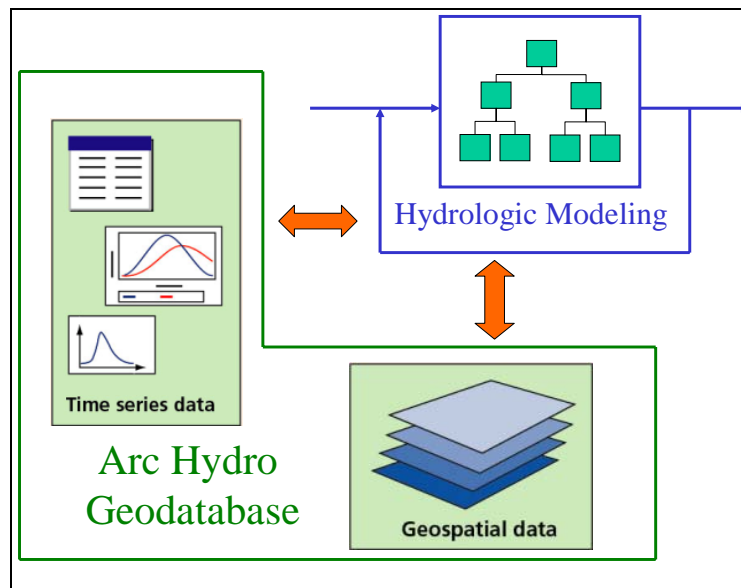 Hydrologic Modeling
Time series data
Arc Hydro
Geodatabase
Geospatial data